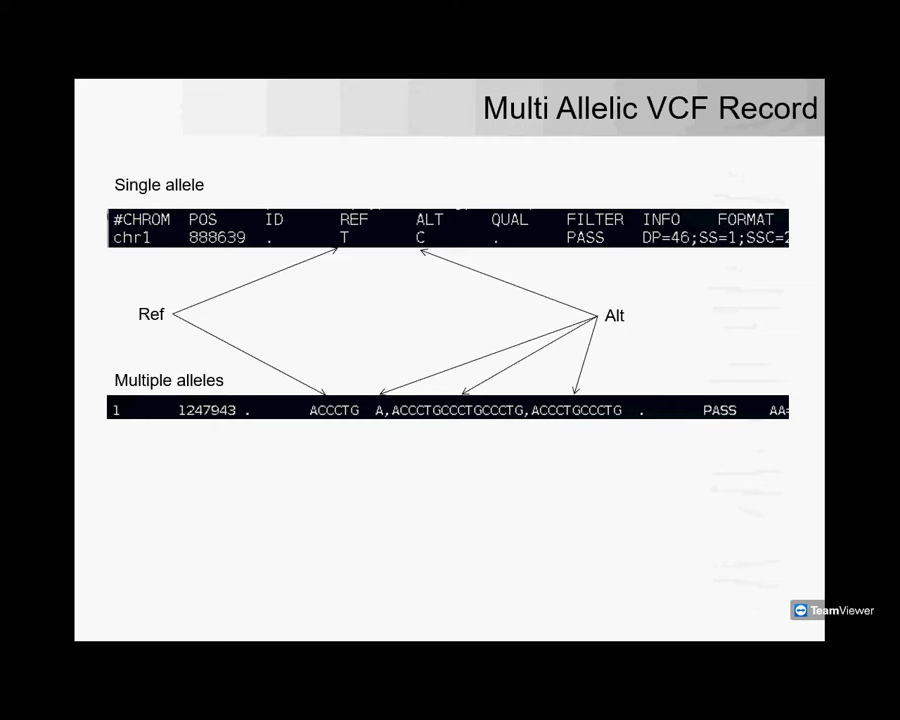 Multi Allelic VCF Record
Single allele
#CHROM POS ID REF ALT QUAL FILTER INFO FORMAT
chr1 888639 . T C . PASS DP=46;SS=1;SSC=2
Ref
Alt
Multiple alleles
1 1247943 . ACCCTG A,ACCCTGCCCTGCCCTG,ACCCTGCCCTG . PASS AA=
TeamViewer